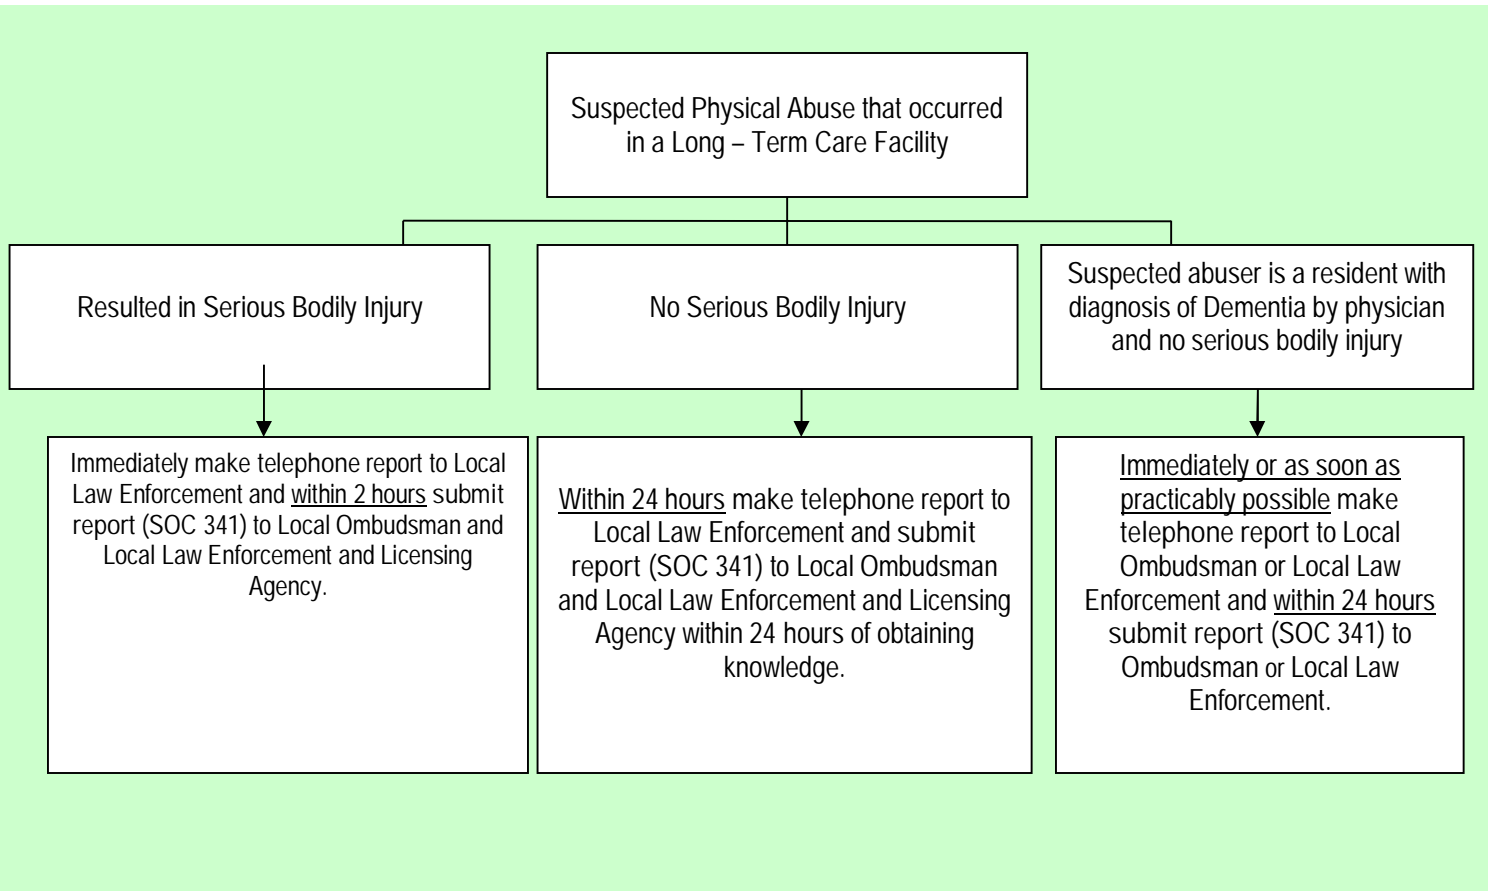 Suspected Physical Abuse that occurred
in a Long – Term Care Facility
Resulted in Serious Bodily Injury
No Serious Bodily Injury
Suspected abuser is a resident with
diagnosis of Dementia by physician
and no serious bodily injury
Immediately make telephone report to Local
Law Enforcement and within 2 hours submit
report (SOC 341) to Local Ombudsman and
Local Law Enforcement and Licensing
Agency.
Within 24 hours make telephone report to
Local Law Enforcement and submit
report (SOC 341) to Local Ombudsman
and Local Law Enforcement and Licensing
Agency within 24 hours of obtaining
knowledge.
Immediately or as soon as
practicably possible make
telephone report to Local
Ombudsman or Local Law
Enforcement and within 24 hours
submit report (SOC 341) to
Ombudsman or Local Law
Enforcement.